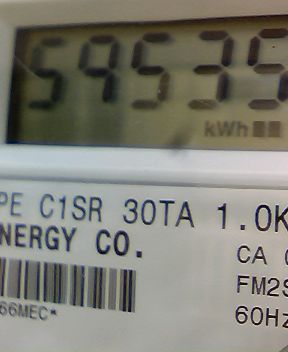 59535
kWh
PE C1SR 30TA 1.0K
NERGY CO.
CA
FM2S
66MEC*
60Hz